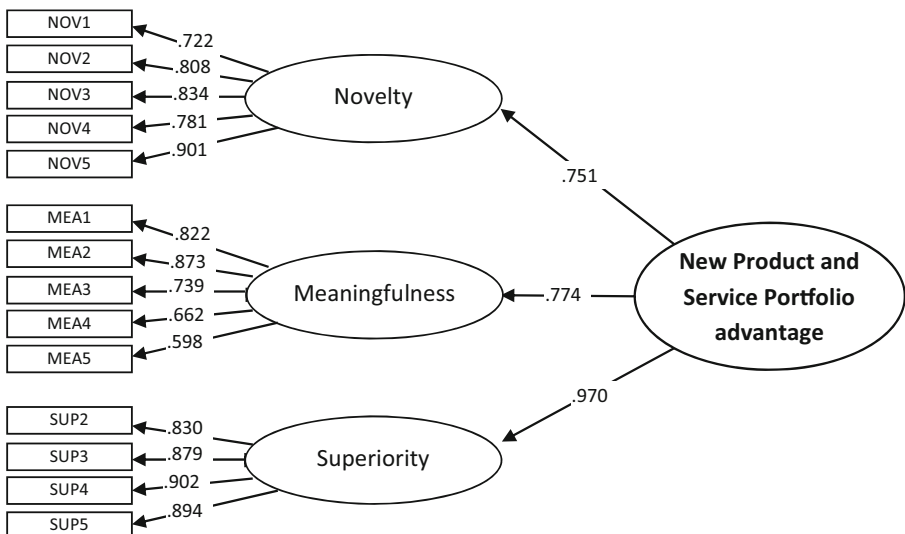 NOV1
.722
NOV2
.808
NOV3
.834
NOV4
.781
NOV5
.901
Novelty
.751
MEA1
.822
MEA2
.873
MEA3
.739
MEA4
.662
MEA5
.598
Meaningfulness
.774
New Product and
Service Portfolio
advantage
.970
SUP2
.830
SUP3
.879
SUP4
.902
SUP5
.894
Superiority